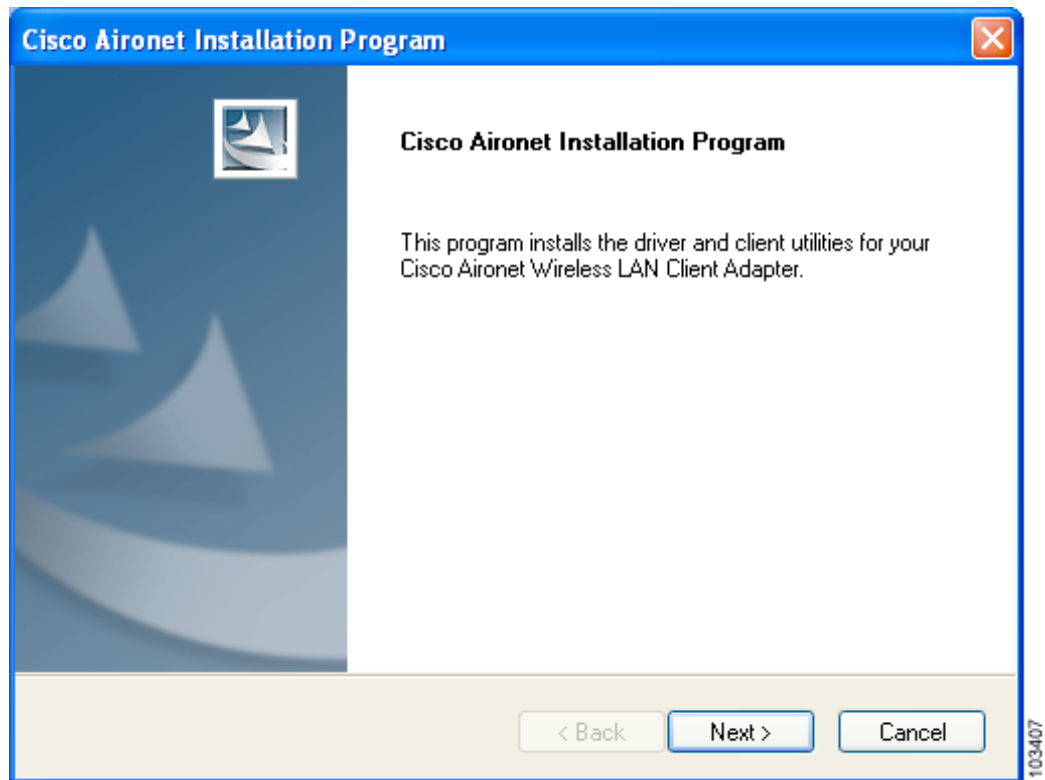 Cisco Aironet Installation Program
Cisco Aironet Installation Program
This program installs the driver and client utilities for your
Cisco Aironet Wireless LAN Client Adapter.
< Back
Next >
Cancel
103407